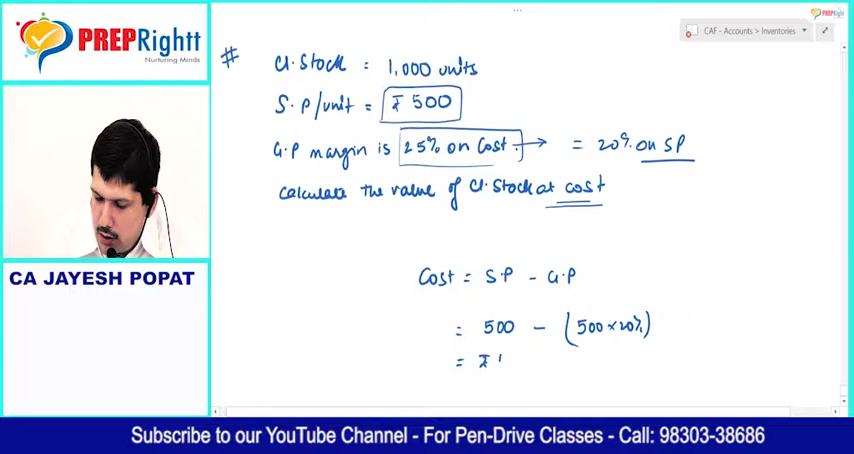 PREPRightt
Nurturing Minds
PREPRightt
CAF - Accounts > Inventories
# Cl. Stock = 1,000 units
S.P/unit = ₹ 500
G.P margin is 25% on cost. → = 20% on SP
Calculate the value of Cl. Stock at cost
CA JAYESH POPAT
Cost = S.P - G.P
= 500 - (500 × 20%)
= ₹
Subscribe to our YouTube Channel - For Pen-Drive Classes - Call: 98303-38686